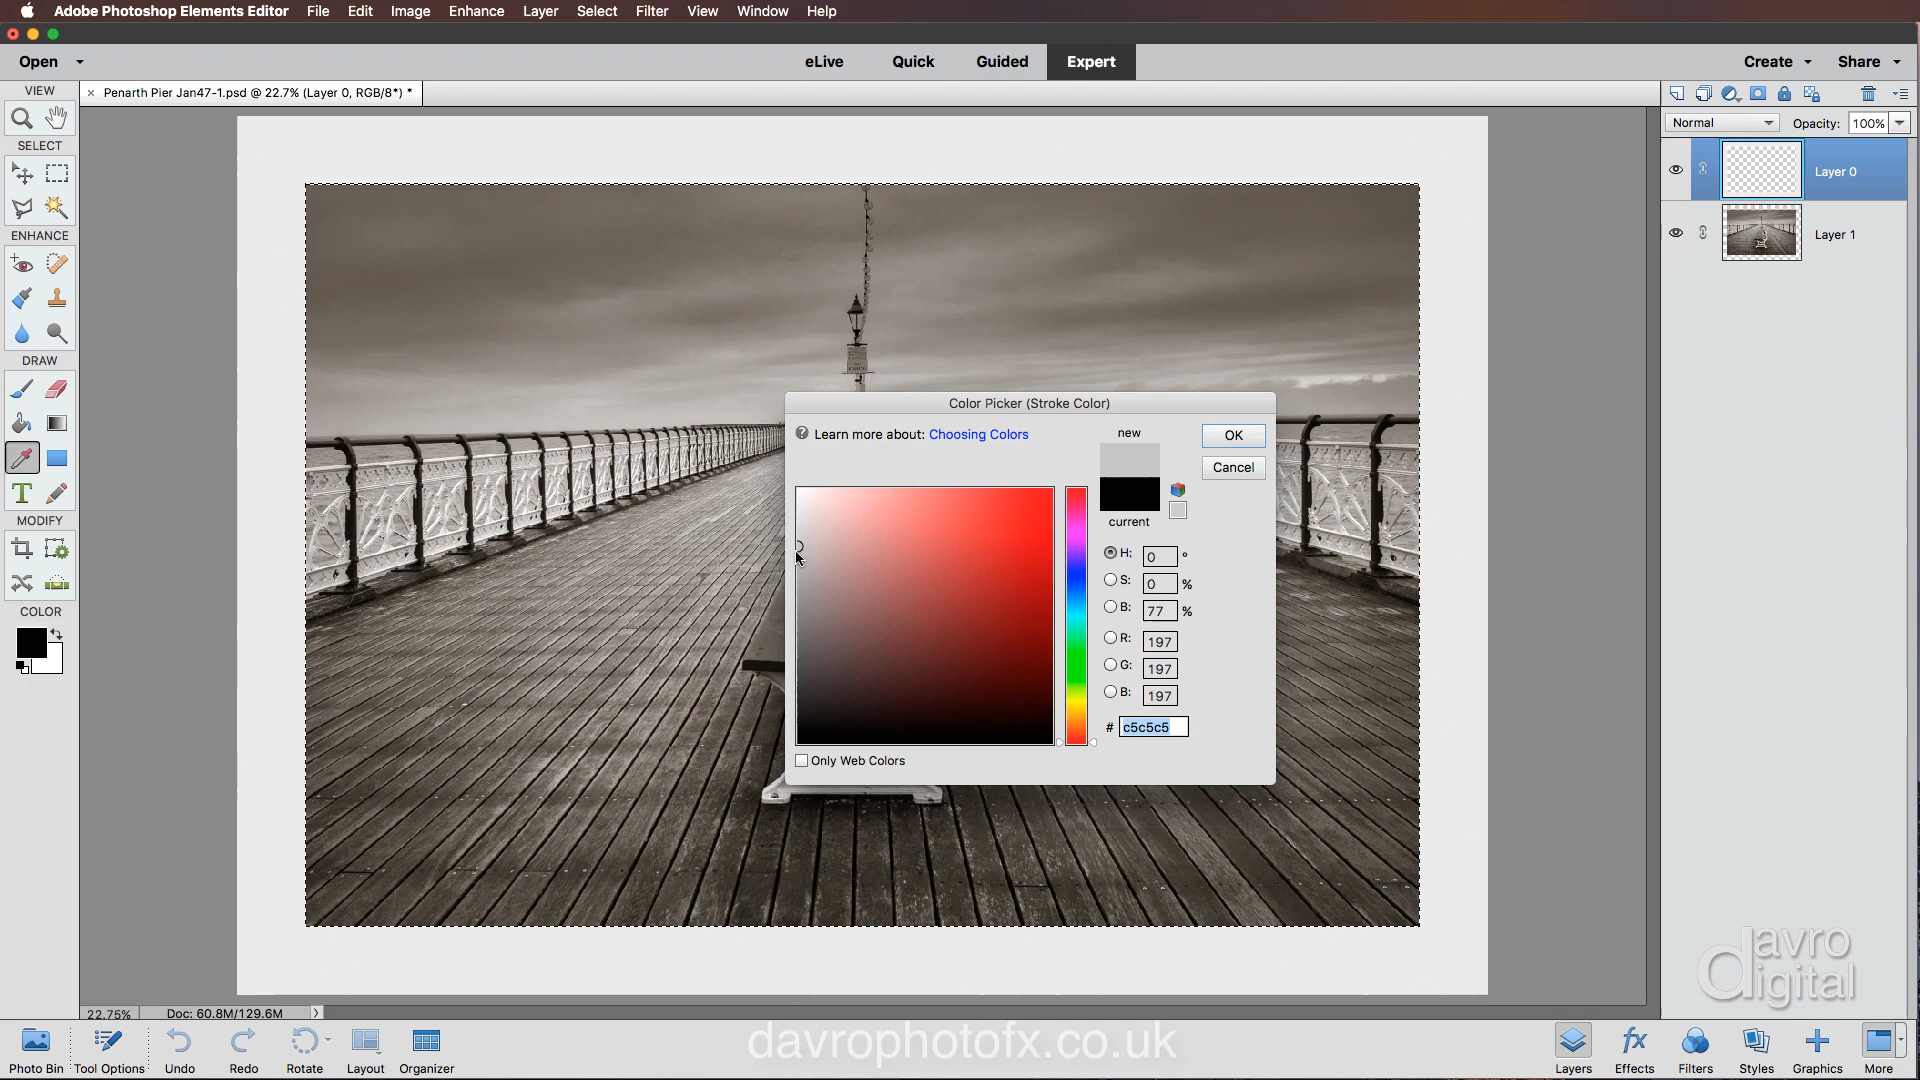 Adobe Photoshop Elements Editor File Edit Image Enhance Layer Select Filter View Window Help
Open eLive Quick Guided Expert Create Share
× Penarth Pier Jan47-1.psd @ 22.7% (Layer 0, RGB/8*) *
VIEW
Normal Opacity: 100%
SELECT
Layer 0
ENHANCE
Layer 1
DRAW
Color Picker (Stroke Color)
? Learn more about: Choosing Colors
new
OK
Cancel
T
MODIFY
current
H: 0 °
S: 0 %
B: 77 %
COLOR
R: 197
G: 197
B: 197
# c5c5c5
Only Web Colors
davro
digital
22.75% Doc: 60.8M/129.6M
davrophotofx.co.uk
fx
Photo Bin Tool Options Undo Redo Rotate Layout Organizer Layers Effects Filters Styles Graphics More